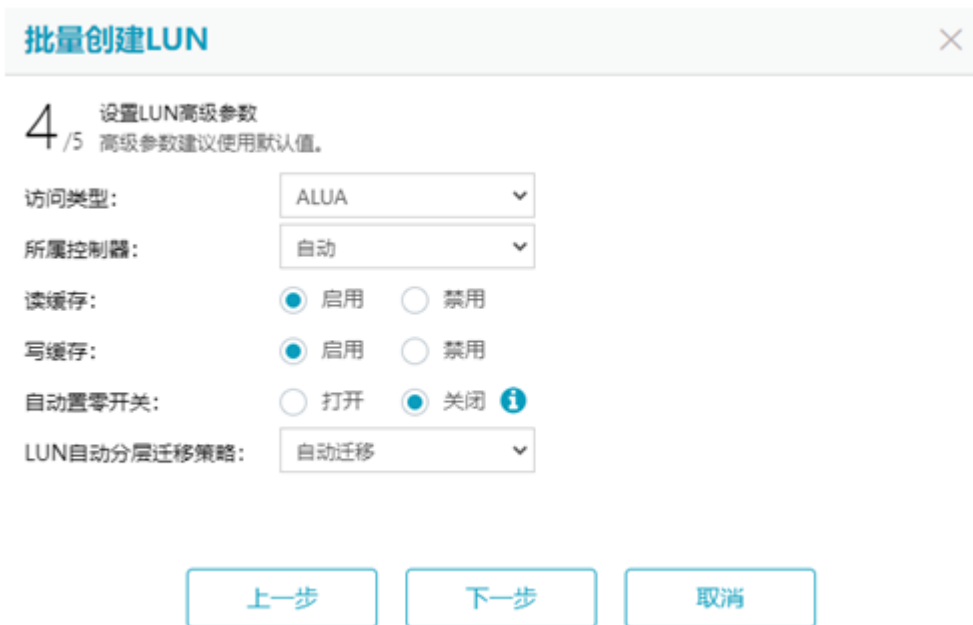 批量创建LUN
4/5 设置LUN高级参数
高级参数建议使用默认值。
访问类型： ALUA
所属控制器： 自动
读缓存： 启用 禁用
写缓存： 启用 禁用
自动置零开关： 打开 关闭
LUN自动分层迁移策略： 自动迁移
上一步 下一步 取消